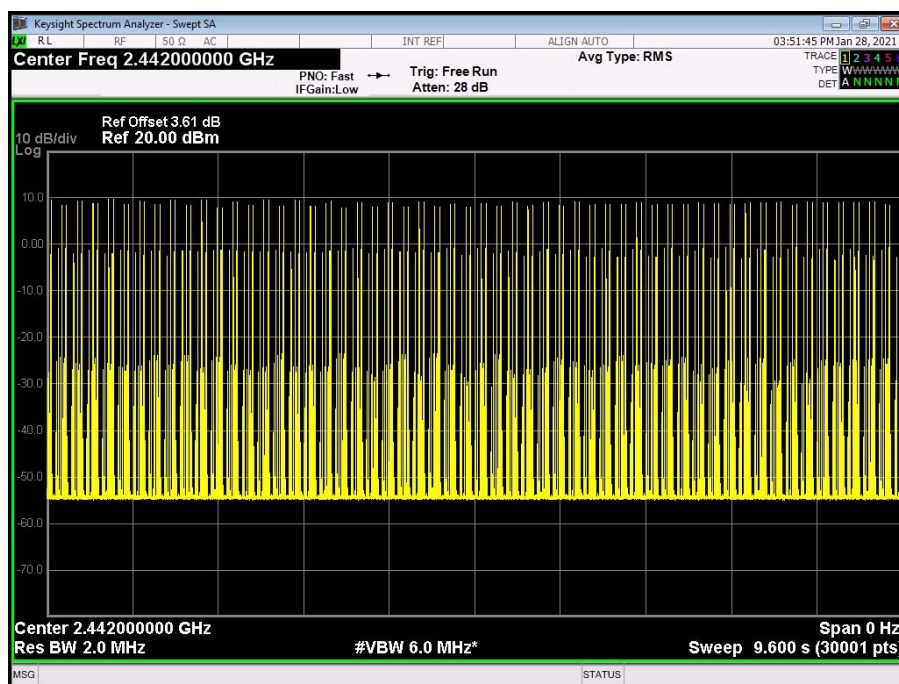 Keysight Spectrum Analyzer - Swept SA
LXI RL RF 50 Ω AC INT REF ALIGN AUTO 03:51:45 PM Jan 28, 2021
Center Freq 2.442000000 GHz
Avg Type: RMS
TRACE 1 2 3 4 5
PNO: Fast Trig: Free Run
TYPE WWWWWW
IFGain:Low Atten: 28 dB
DET A N N N N
Ref Offset 3.61 dB
10 dB/div Ref 20.00 dBm
Log
10.0
0.00
-10.0
-20.0
-30.0
-40.0
-50.0
-60.0
-70.0
Center 2.442000000 GHz Span 0 Hz
Res BW 2.0 MHz #VBW 6.0 MHz* Sweep 9.600 s (30001 pts)
MSG STATUS